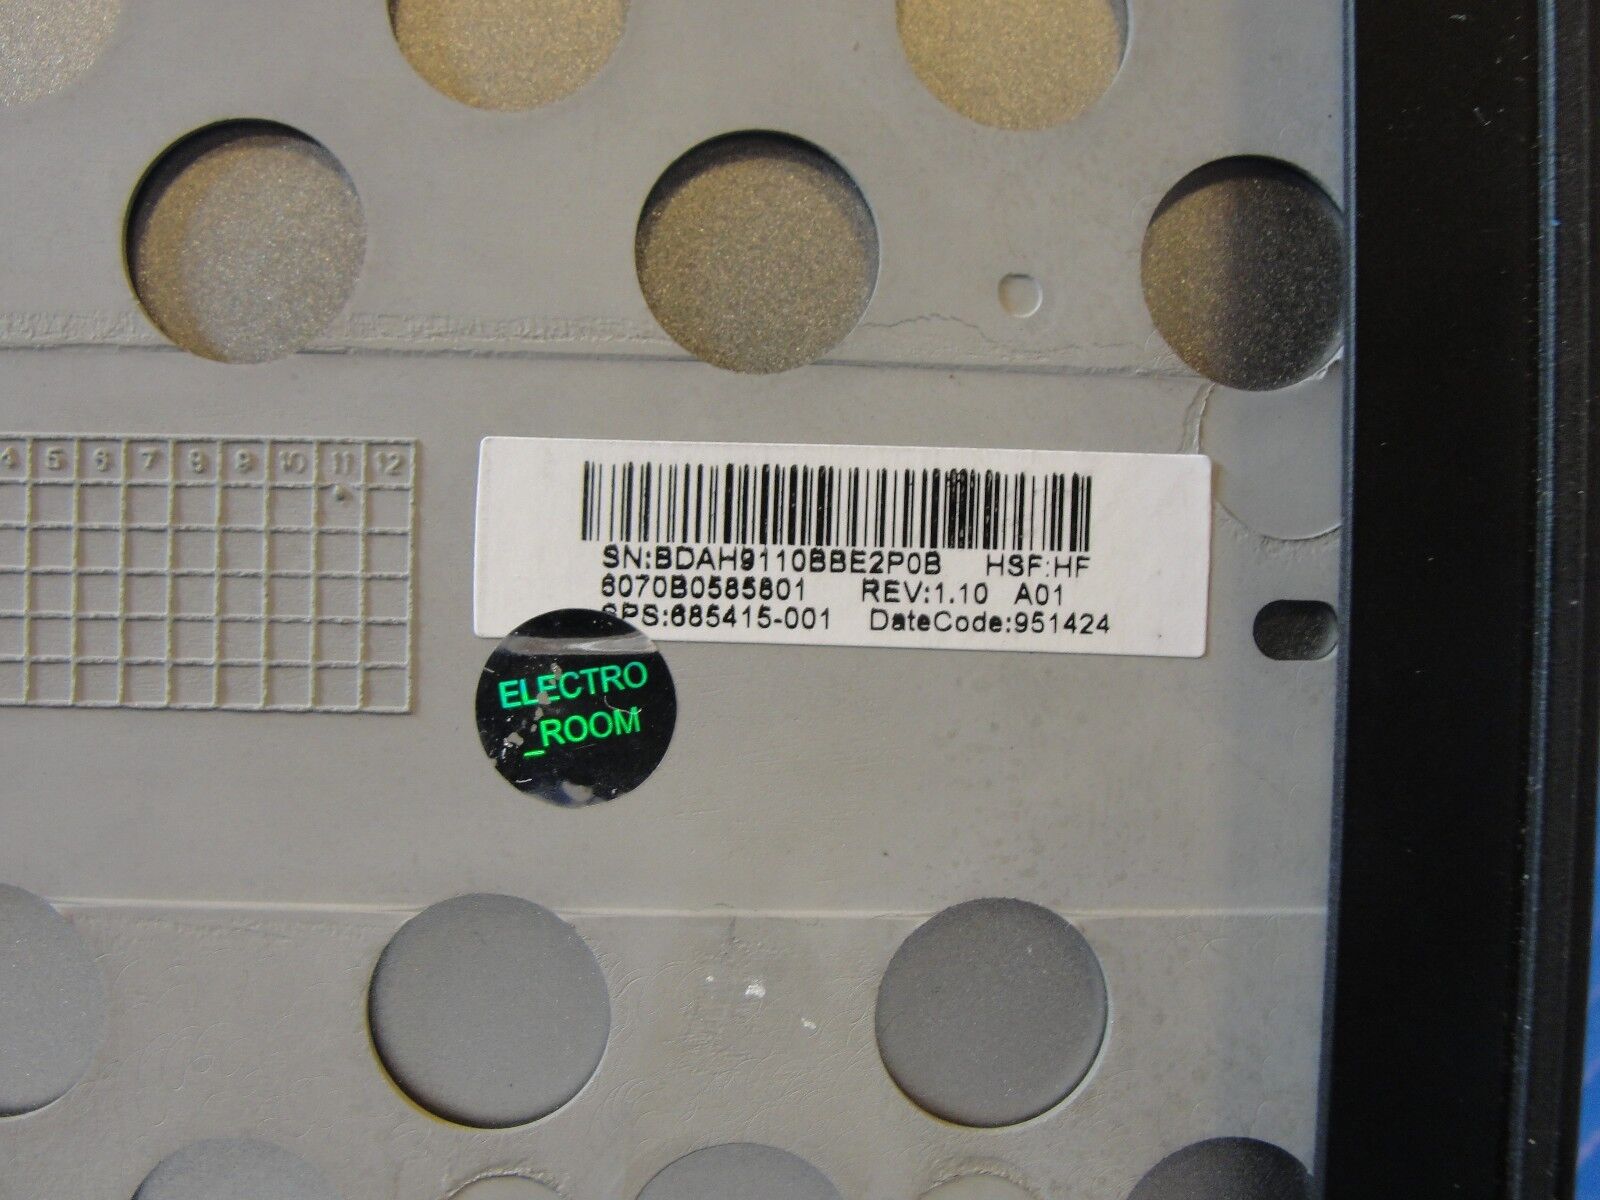 4 5 6 7 8 9 10 11 12
SN:BDAH9110BBE2P0B HSF:HF
6070B0585801 REV:1.10 A01
SPS:685415-001 DateCode:951424
ELECTRO
_ROOM